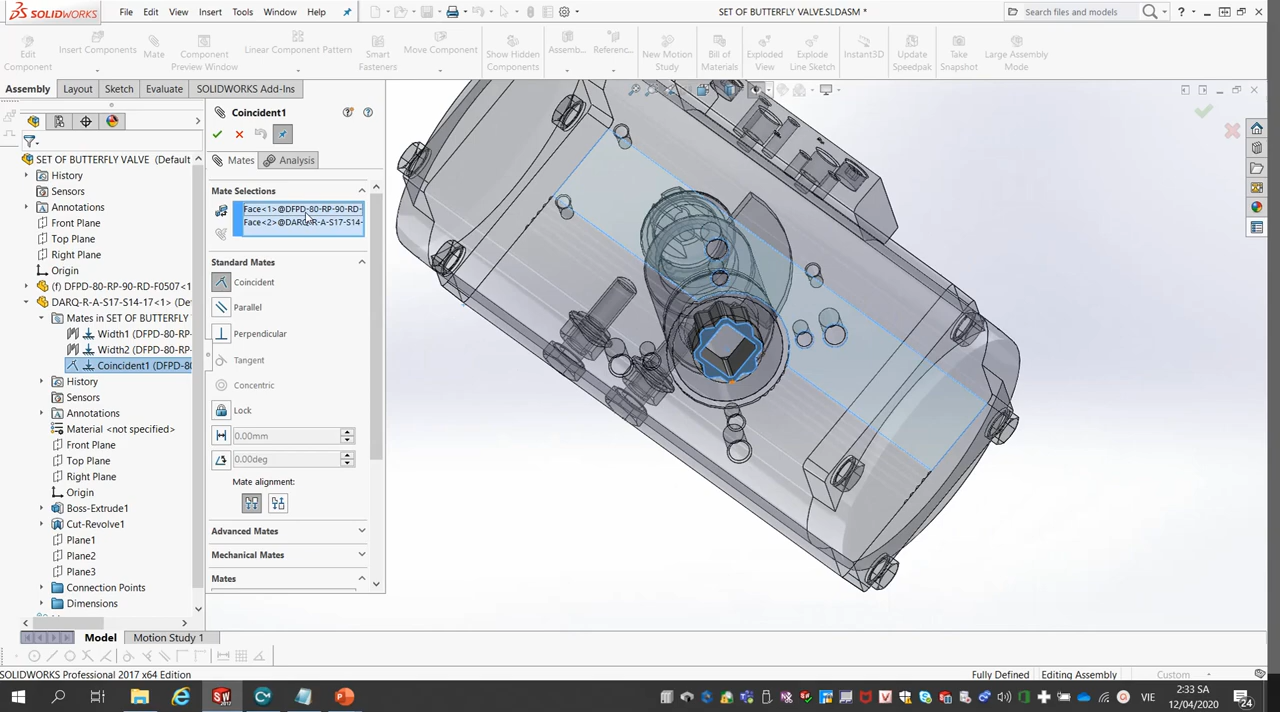 SOLIDWORKS
File Edit View Insert Tools Window Help
SET OF BUTTERFLY VALVE.SLDASM *
Search files and models
Edit Component
Insert Components
Mate
Component Preview Window
Linear Component Pattern
Smart Fasteners
Move Component
Show Hidden Components
Assemb...
Referenc...
New Motion Study
Bill of Materials
Exploded View
Explode Line Sketch
Instant3D
Update Speedpak
Take Snapshot
Large Assembly Mode
Assembly Layout Sketch Evaluate SOLIDWORKS Add-Ins
SET OF BUTTERFLY VALVE (Default
History
Sensors
Annotations
Front Plane
Top Plane
Right Plane
Origin
(f) DFPD-80-RP-90-RD-F0507<1
DARQ-R-A-S17-S14-17<1> (De
Mates in SET OF BUTTERFLY
Width1 (DFPD-80-RP-
Width2 (DFPD-80-RP-
Coincident1 (DFPD-80
History
Sensors
Annotations
Material <not specified>
Front Plane
Top Plane
Right Plane
Origin
Boss-Extrude1
Cut-Revolve1
Plane1
Plane2
Plane3
Connection Points
Dimensions
Coincident1
Mates Analysis
Mate Selections
Face<1>@DFPD-80-RP-90-RD-
Face<2>@DARQ-R-A-S17-S14-
Standard Mates
Coincident
Parallel
Perpendicular
Tangent
Concentric
Lock
0.00mm
0.00deg
Mate alignment:
Advanced Mates
Mechanical Mates
Mates
Model Motion Study 1
SOLIDWORKS Professional 2017 x64 Edition
Fully Defined Editing Assembly Custom
VIE
2:33 SA
12/04/2020
24